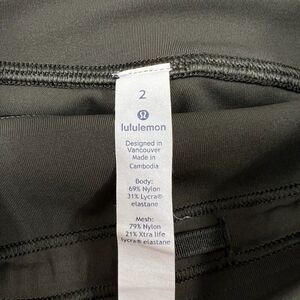 2
lululemon
Designed in
Vancouver
Made in
Cambodia
Body:
69% Nylon
31% Lycra®
elastane
Mesh:
79% Nylon
21% Xtra life
Lycra® elastane